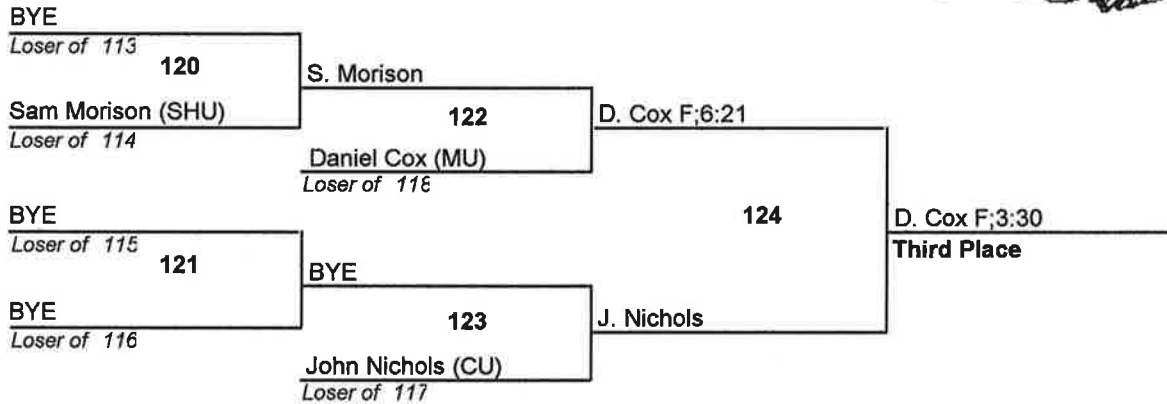 BYE
Loser of 113
120
S. Morison
Sam Morison (SHU)
Loser of 114
122
D. Cox F;6:21
Daniel Cox (MU)
Loser of 118
BYE
Loser of 115
121
124
D. Cox F;3:30
Third Place
BYE
BYE
Loser of 116
123
J. Nichols
John Nichols (CU)
Loser of 117